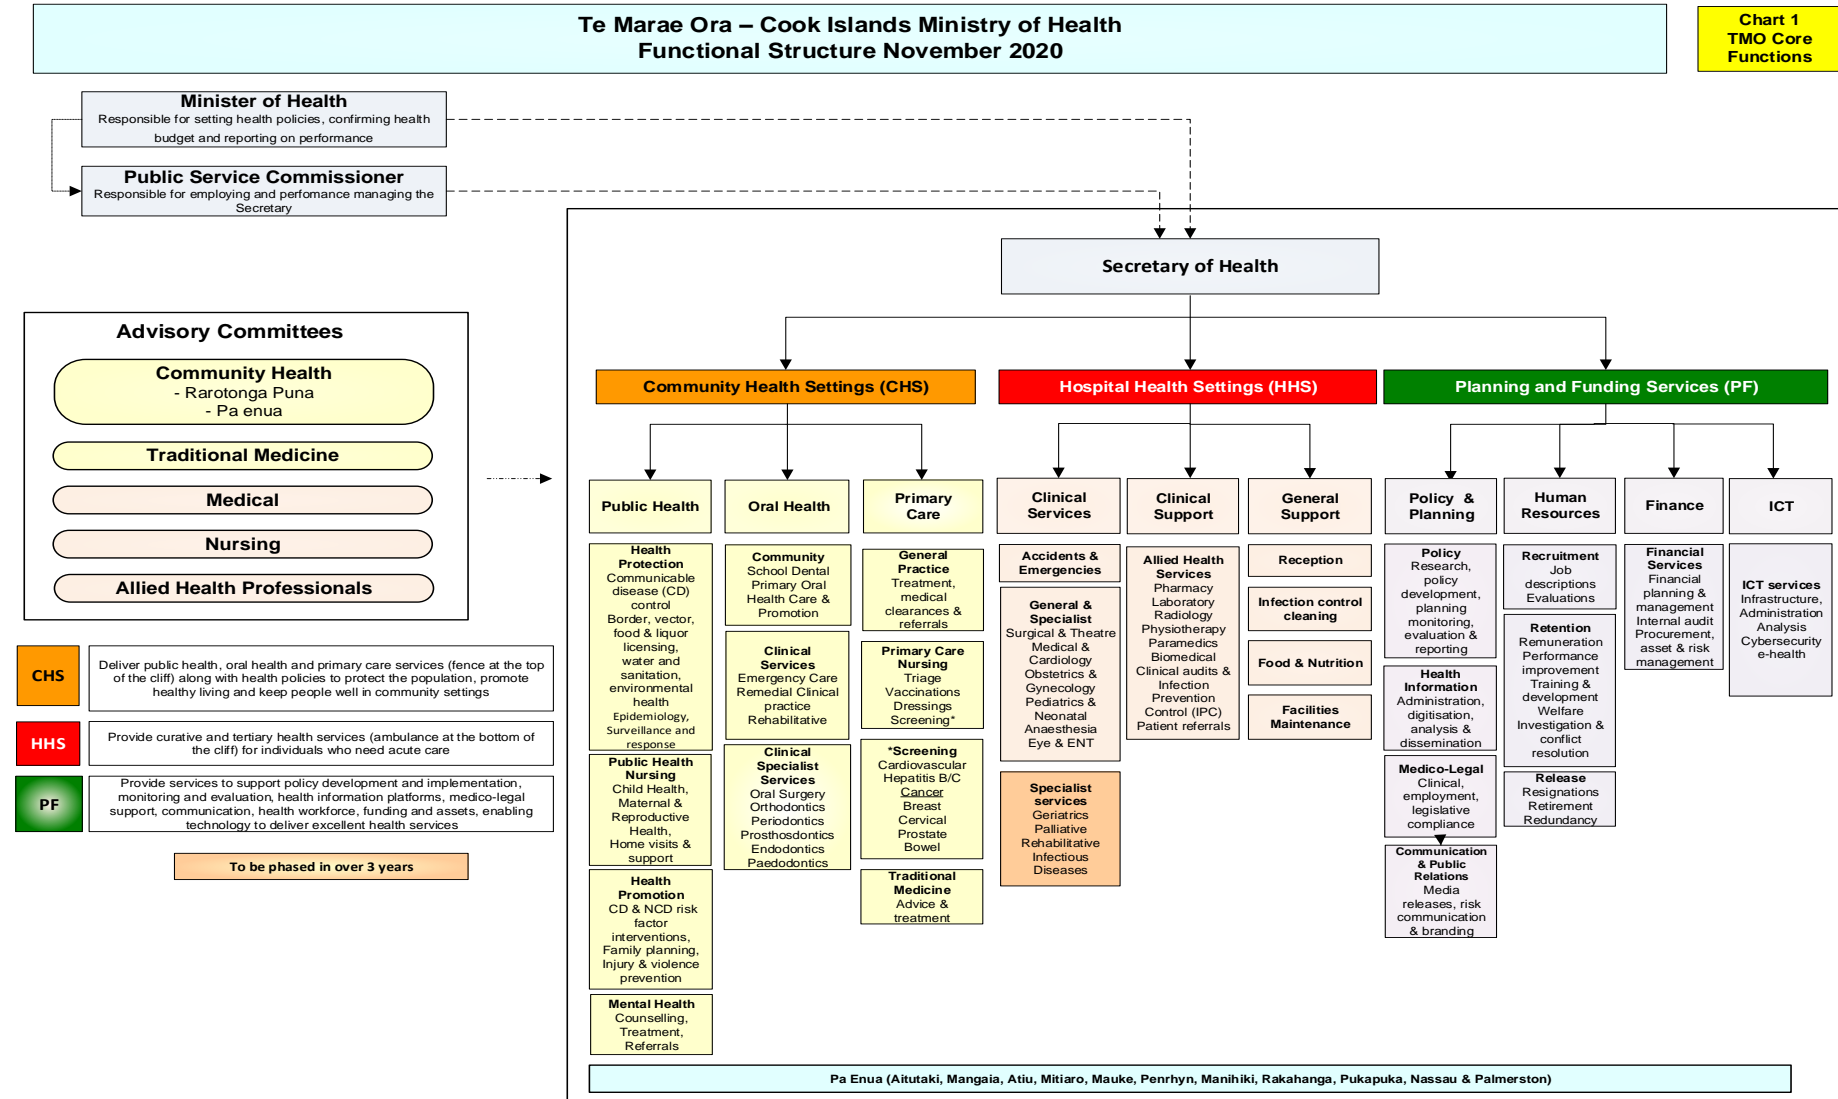 Te Marae Ora – Cook Islands Ministry of Health
Functional Structure November 2020
Chart 1
TMO Core
Functions
Minister of Health
Responsible for setting health policies, confirming health
budget and reporting on performance
Public Service Commissioner
Responsible for employing and perfomance managing the
Secretary
Secretary of Health
Advisory Committees
Community Health
- Rarotonga Puna
- Pa enua
Traditional Medicine
Medical
Nursing
Allied Health Professionals
CHS
Deliver public health, oral health and primary care services (fence at the top
of the cliff) along with health policies to protect the population, promote
healthy living and keep people well in community settings
HHS
Provide curative and tertiary health services (ambulance at the bottom of
the cliff) for individuals who need acute care
PF
Provide services to support policy development and implementation,
monitoring and evaluation, health information platforms, medico-legal
support, communication, health workforce, funding and assets, enabling
technology to deliver excellent health services
To be phased in over 3 years
Community Health Settings (CHS)
Hospital Health Settings (HHS)
Planning and Funding Services (PF)
Public Health
Health
Protection
Communicable
disease (CD)
control
Border, vector,
food & liquor
licensing,
water and
sanitation,
environmental
health
Epidemiology,
Surveillance and
response
Public Health
Nursing
Child Health,
Maternal &
Reproductive
Health,
Home visits &
support
Health
Promotion
CD & NCD risk
factor
interventions,
Family planning,
Injury & violence
prevention
Mental Health
Counselling,
Treatment,
Referrals
Oral Health
Community
School Dental
Primary Oral
Health Care &
Promotion
Clinical
Services
Emergency Care
Remedial Clinical
practice
Rehabilitative
Clinical
Specialist
Services
Oral Surgery
Orthodontics
Periodontics
Prosthosdontics
Endodontics
Paedodontics
Primary
Care
General
Practice
Treatment,
medical
clearances &
referrals
Primary Care
Nursing
Triage
Vaccinations
Dressings
Screening*
*Screening
Cardiovascular
Hepatitis B/C
Cancer
Breast
Cervical
Prostate
Bowel
Traditional
Medicine
Advice &
treatment
Clinical
Services
Accidents &
Emergencies
General &
Specialist
Surgical & Theatre
Medical &
Cardiology
Obstetrics &
Gynecology
Pediatrics &
Neonatal
Anaesthesia
Eye & ENT
Specialist
services
Geriatrics
Palliative
Rehabilitative
Infectious
Diseases
Clinical
Support
Allied Health
Services
Pharmacy
Laboratory
Radiology
Physiotherapy
Paramedics
Biomedical
Clinical audits &
Infection
Prevention
Control (IPC)
Patient referrals
General
Support
Reception
Infection control
cleaning
Food & Nutrition
Facilities
Maintenance
Policy &
Planning
Policy
Research,
policy
development,
planning
monitoring,
evaluation &
reporting
Health
Information
Administration,
digitisation,
analysis &
dissemination
Medico-Legal
Clinical,
employment,
legislative
compliance
Communication
& Public
Relations
Media
releases, risk
communication
& branding
Human
Resources
Recruitment
Job
descriptions
Evaluations
Retention
Remuneration
Performance
improvement
Training &
development
Welfare
Investigation &
conflict
resolution
Release
Resignations
Retirement
Redundancy
Finance
Financial
Services
Financial
planning &
management
Internal audit
Procurement,
asset & risk
management
ICT
ICT services
Infrastructure,
Administration
Analysis
Cybersecurity
e-health
Pa Enua (Aitutaki, Mangaia, Atiu, Mitiaro, Mauke, Penrhyn, Manihiki, Rakahanga, Pukapuka, Nassau & Palmerston)